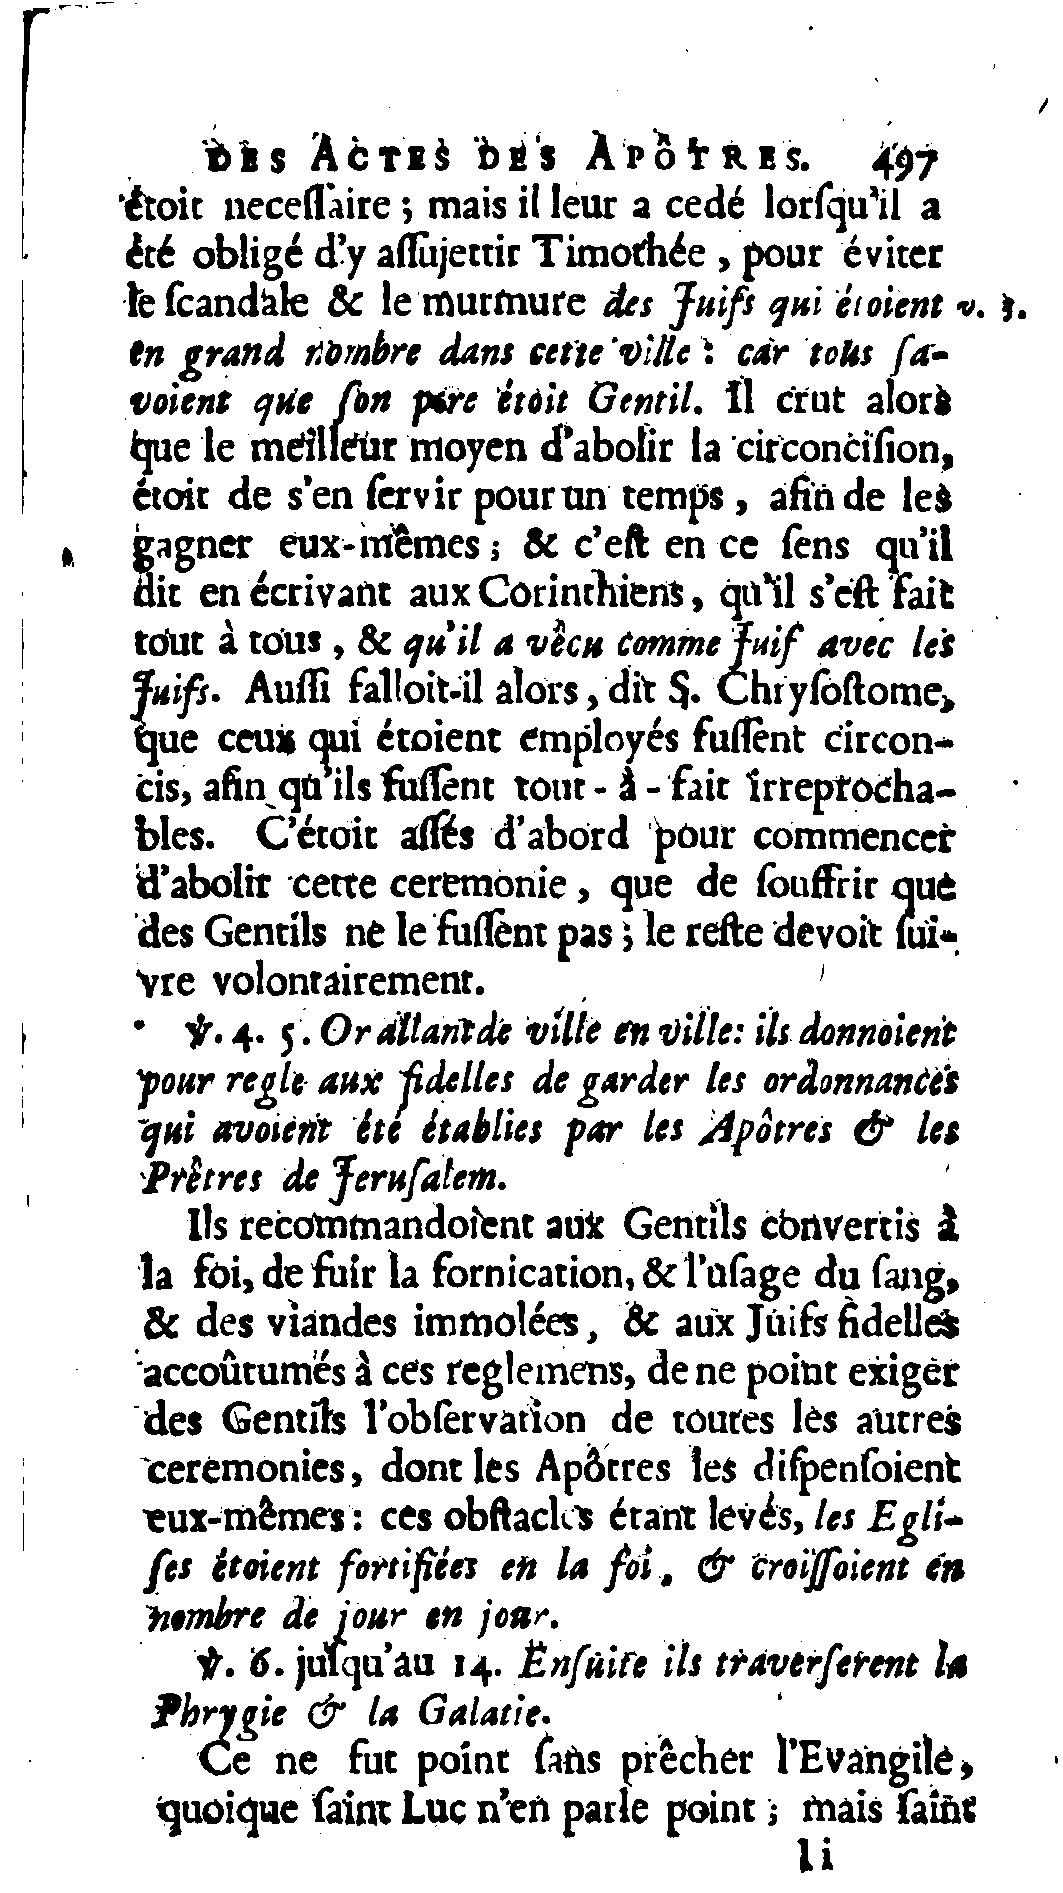 DES ACTES DES APÔTRES. 497
étoit necessaire ; mais il leur a cedé lorſqu'il a
été obligé d'y aſſujettir Timothée , pour éviter
le ſcandale & le murmure des Juifs qui étoient v. 3.
en grand nombre dans cette ville : car tous ſa-
voient que ſon pere étoit Gentil. Il crut alors
que le meilleur moyen d'abolir la circonciſion,
étoit de s'en ſervir pour un temps , afin de les
gagner eux-mêmes ; & c'eſt en ce ſens qu'il
dit en écrivant aux Corinthiens , qu'il s'eſt fait
tout à tous , & qu'il a vêcu comme Juif avec les
Juifs. Auſſi falloit-il alors , dit S. Chryſoſtome,
que ceux qui étoient employés fuſſent circon-
cis, afin qu'ils fuſſent tout - à - fait irreprocha-
bles. C'étoit aſſés d'abord pour commencer
d'abolir cette ceremonie , que de ſouffrir que
des Gentils ne le fuſſent pas ; le reſte devoit ſui-
vre volontairement.
℣. 4. 5. Or allant de ville en ville: ils donnoient
pour regle aux fidelles de garder les ordonnances
qui avoient été établies par les Apôtres & les
Prêtres de Jeruſalem.
Ils recommandoient aux Gentils convertis à
la foi, de fuir la fornication, & l'uſage du ſang,
& des viandes immolées, & aux Juifs fidelles
accoûtumés à ces reglemens, de ne point exiger
des Gentils l'obſervation de toutes les autres
ceremonies, dont les Apôtres les diſpenſoient
eux-mêmes : ces obſtacles étant levés, les Egli-
ſes étoient fortifiées en la foi, & croiſſoient en
nombre de jour en jour.
℣. 6. juſqu'au 14. Enſuite ils traverſerent la
Phrygie & la Galatie.
Ce ne fut point ſans prêcher l'Evangile,
quoique ſaint Luc n'en parle point ; mais ſaint
Ii